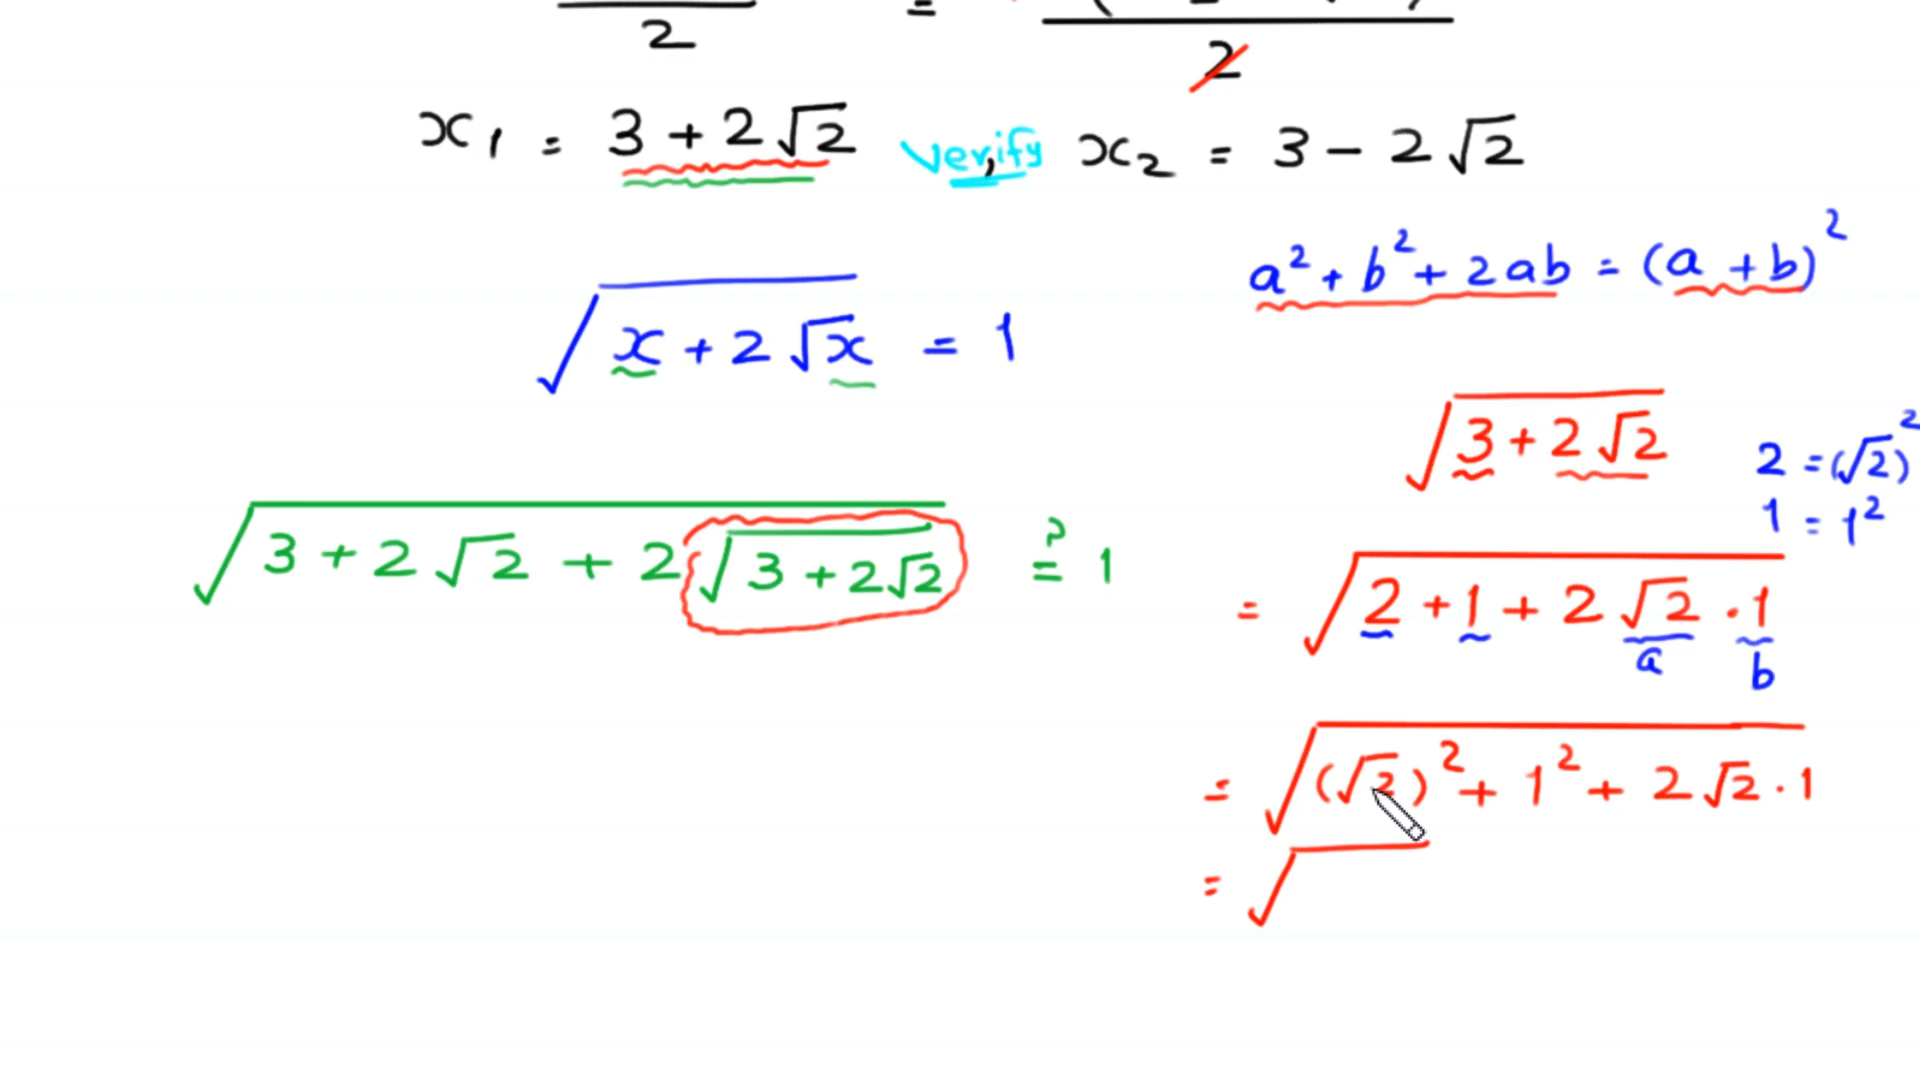 2 = 2
x₁ = 3 + 2√2 verify, x₂ = 3 - 2√2
a² + b² + 2ab = (a + b)²
√(x + 2√x) = 1
√(3 + 2√2)
2 = (√2)²
1 = 1²
√(3 + 2√2 + 2√(3 + 2√2)) ≟ 1
= √(2 + 1 + 2√2 · 1)
a b
= √((√2)² + 1² + 2√2 · 1)
= √